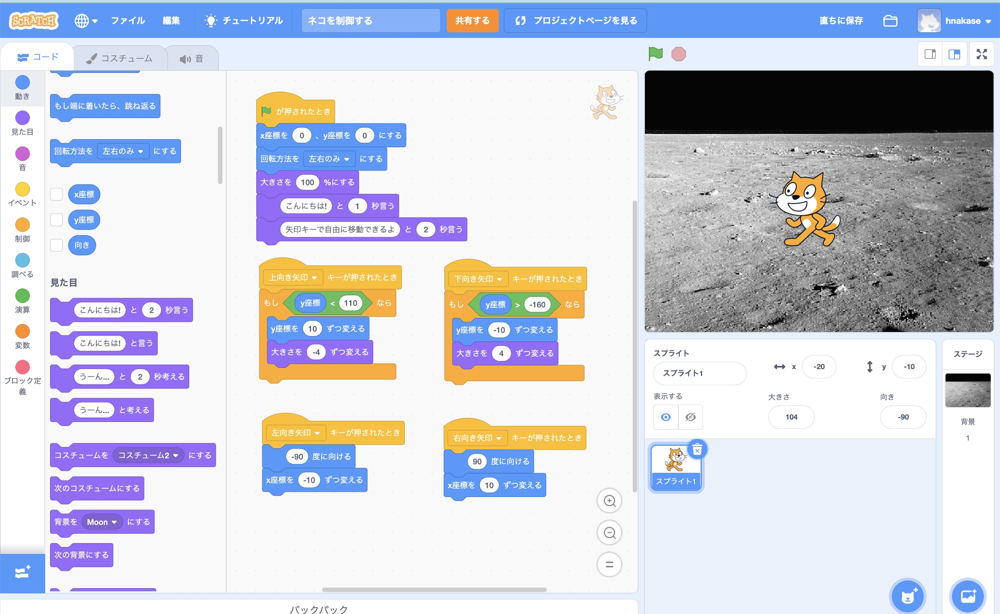 SCRATCH ファイル 編集 チュートリアル ネコを制御する 共有する プロジェクトページを見る 直ちに保存 hnakase
コード コスチューム 音
動き
見た目
音
イベント
制御
調べる
演算
変数
ブロック定
義
もし端に着いたら、跳ね返る
回転方法を 左右のみ にする
x座標
y座標
向き
見た目
こんにちは! と 2 秒言う
こんにちは! と言う
うーん... と 2 秒考える
うーん... と考える
コスチュームを コスチューム2 にする
次のコスチュームにする
背景を Moon にする
次の背景にする
が押されたとき
x座標を 0 、y座標を 0 にする
回転方法を 左右のみ にする
大きさを 100 %にする
こんにちは! と 1 秒言う
矢印キーで自由に移動できるよ と 2 秒言う
上向き矢印 キーが押されたとき
もし y座標 < 110 なら
y座標を 10 ずつ変える
大きさを -4 ずつ変える
下向き矢印 キーが押されたとき
もし y座標 > -160 なら
y座標を -10 ずつ変える
大きさを 4 ずつ変える
左向き矢印 キーが押されたとき
-90 度に向ける
x座標を -10 ずつ変える
右向き矢印 キーが押されたとき
90 度に向ける
x座標を 10 ずつ変える
バックパック
スプライト
スプライト1 x -20 y -10
表示する 大きさ 向き
104 -90
スプライト1
ステージ
背景
1